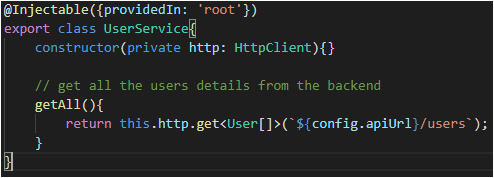 @Injectable({providedIn: 'root'})
export class UserService{
    constructor(private http: HttpClient){}

    // get all the users details from the backend
    getAll(){
        return this.http.get<User[]>(`${config.apiUrl}/users`);
    }
}